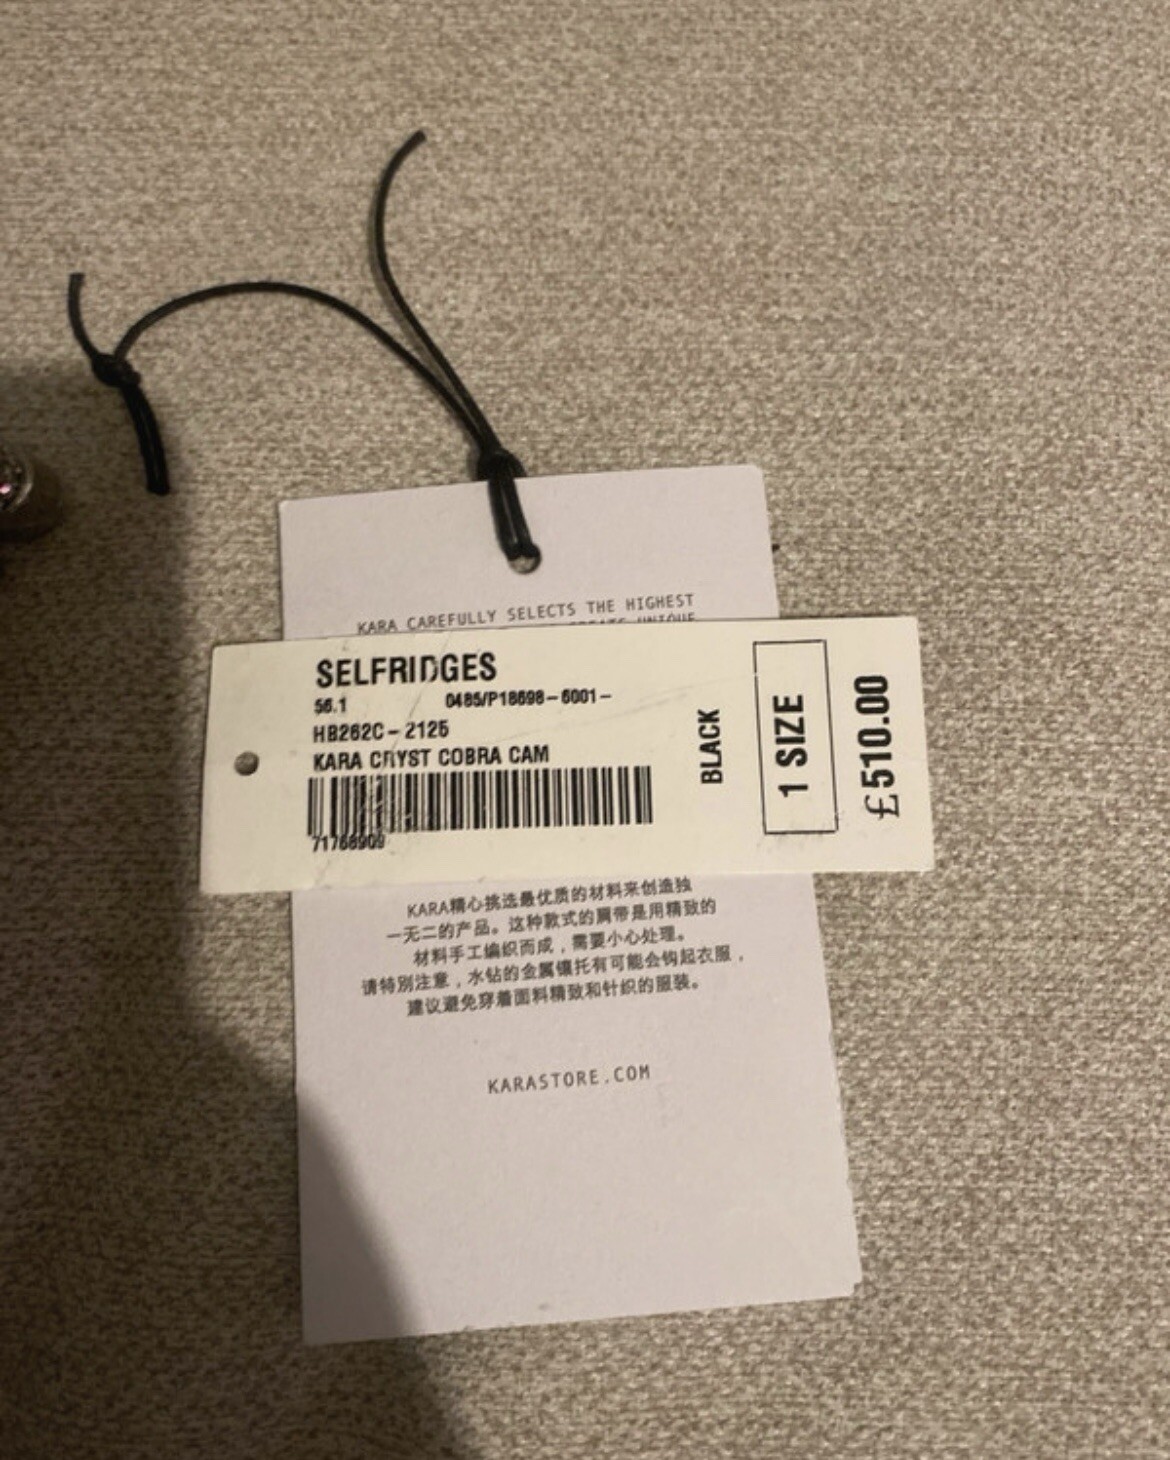 KARA CAREFULLY SELECTS THE HIGHEST
CREATE UNIQUE
SELFRIDGES
56.1 0485/P18698-6001-
HB262C-2125
KARA CRYST COBRA CAM
71768909
BLACK
1 SIZE
£510.00
KARA精心挑选最优质的材料来创造独
一无二的产品。这种款式的肩带是用精致的
材料手工编织而成，需要小心处理。
请特别注意，水钻的金属镶托有可能会钩起衣服，
建议避免穿着面料精致和针织的服装。
KARASTORE.COM